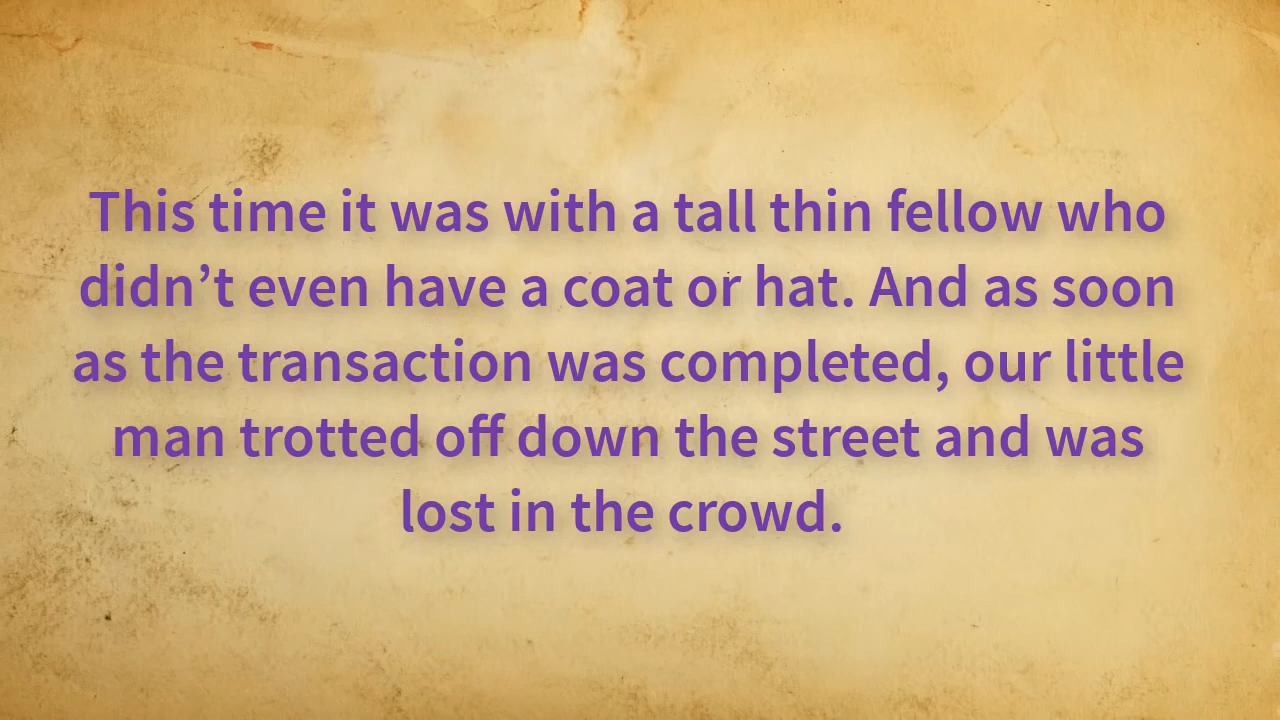 This time it was with a tall thin fellow who
didn’t even have a coat or hat. And as soon
as the transaction was completed, our little
man trotted off down the street and was
lost in the crowd.